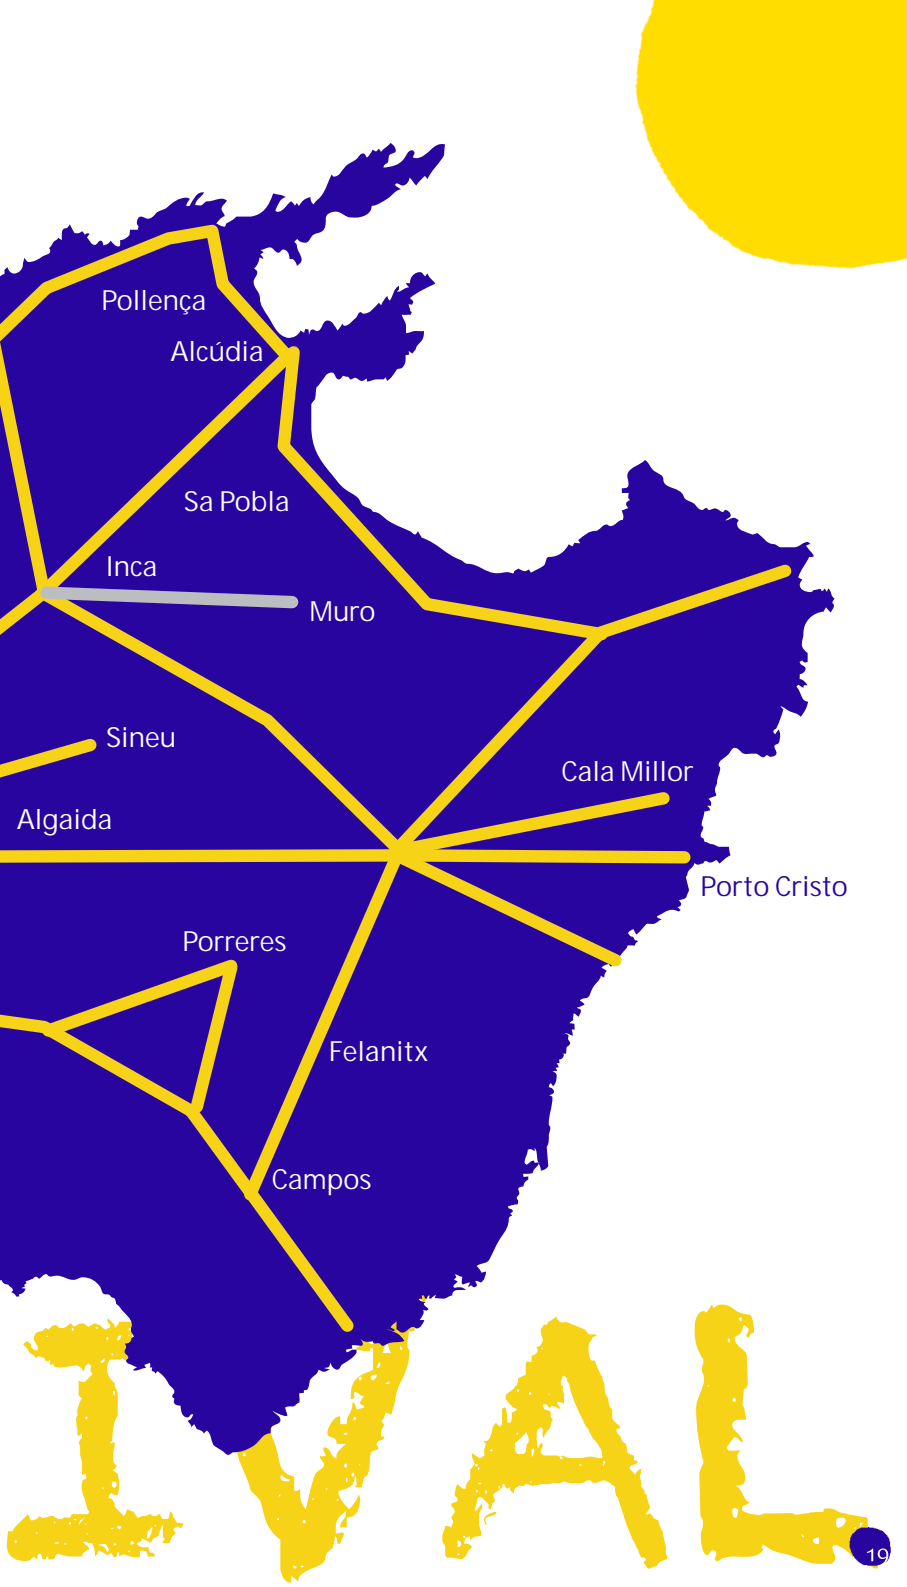 Pollença
Alcúdia
Sa Pobla
Inca
Muro
Sineu
Cala Millor
Algaida
Porto Cristo
Porreres
Felanitx
Campos
IVAL
19